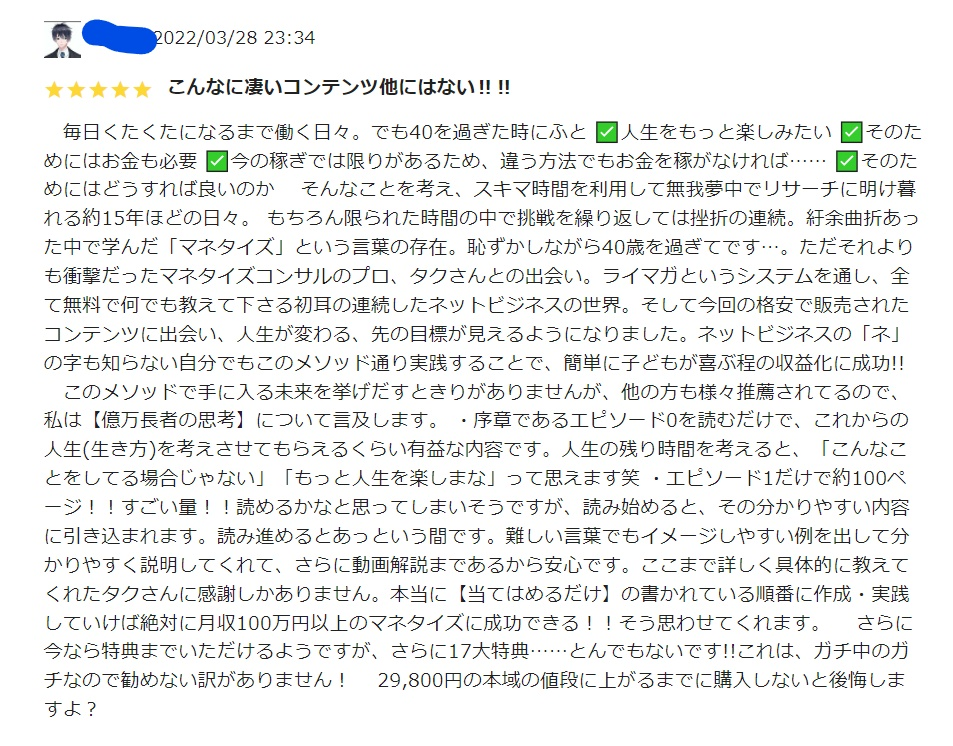 2022/03/28 23:34
こんなに凄いコンテンツ他にはない!! !!
毎日くたくたになるまで働く日々。でも40を過ぎた時にふと ✅人生をもっと楽しみたい ✅そのた
めにはお金も必要 ✅今の稼ぎでは限りがあるため、違う方法でもお金を稼がなければ…… ✅そのた
めにはどうすれば良いのか　そんなことを考え、スキマ時間を利用して無我夢中でリサーチに明け暮
れる約15年ほどの日々。 もちろん限られた時間の中で挑戦を繰り返しては挫折の連続。紆余曲折あっ
た中で学んだ「マネタイズ」という言葉の存在。恥ずかしながら40歳を過ぎてです…。ただそれより
も衝撃だったマネタイズコンサルのプロ、タクさんとの出会い。ライマガというシステムを通し、全
て無料で何でも教えて下さる初耳の連続したネットビジネスの世界。そして今回の格安で販売された
コンテンツに出会い、人生が変わる、先の目標が見えるようになりました。ネットビジネスの「ネ」
の字も知らない自分でもこのメソッド通り実践することで、簡単に子どもが喜ぶ程の収益化に成功!!
このメソッドで手に入る未来を挙げだすときりがありませんが、他の方も様々推薦されてるので、
私は【億万長者の思考】について言及します。 ・序章であるエピソード0を読むだけで、これからの
人生(生き方)を考えさせてもらえるくらい有益な内容です。人生の残り時間を考えると、「こんなこ
とをしてる場合じゃない」「もっと人生を楽しまな」って思えます笑 ・エピソード1だけで約100ペ
ージ！！すごい量！！読めるかなと思ってしまいそうですが、読み始めると、その分かりやすい内容
に引き込まれます。読み進めるとあっという間です。難しい言葉でもイメージしやすい例を出して分
かりやすく説明してくれて、さらに動画解説まであるから安心です。ここまで詳しく具体的に教えて
くれたタクさんに感謝しかありません。本当に【当てはめるだけ】の書かれている順番に作成・実践
していけば絶対に月収100万円以上のマネタイズに成功できる！！そう思わせてくれます。　さらに
今なら特典までいただけるようですが、さらに17大特典……とんでもないです!!これは、ガチ中のガ
チなので勧めない訳がありません！　29,800円の本域の値段に上がるまでに購入しないと後悔しま
すよ？